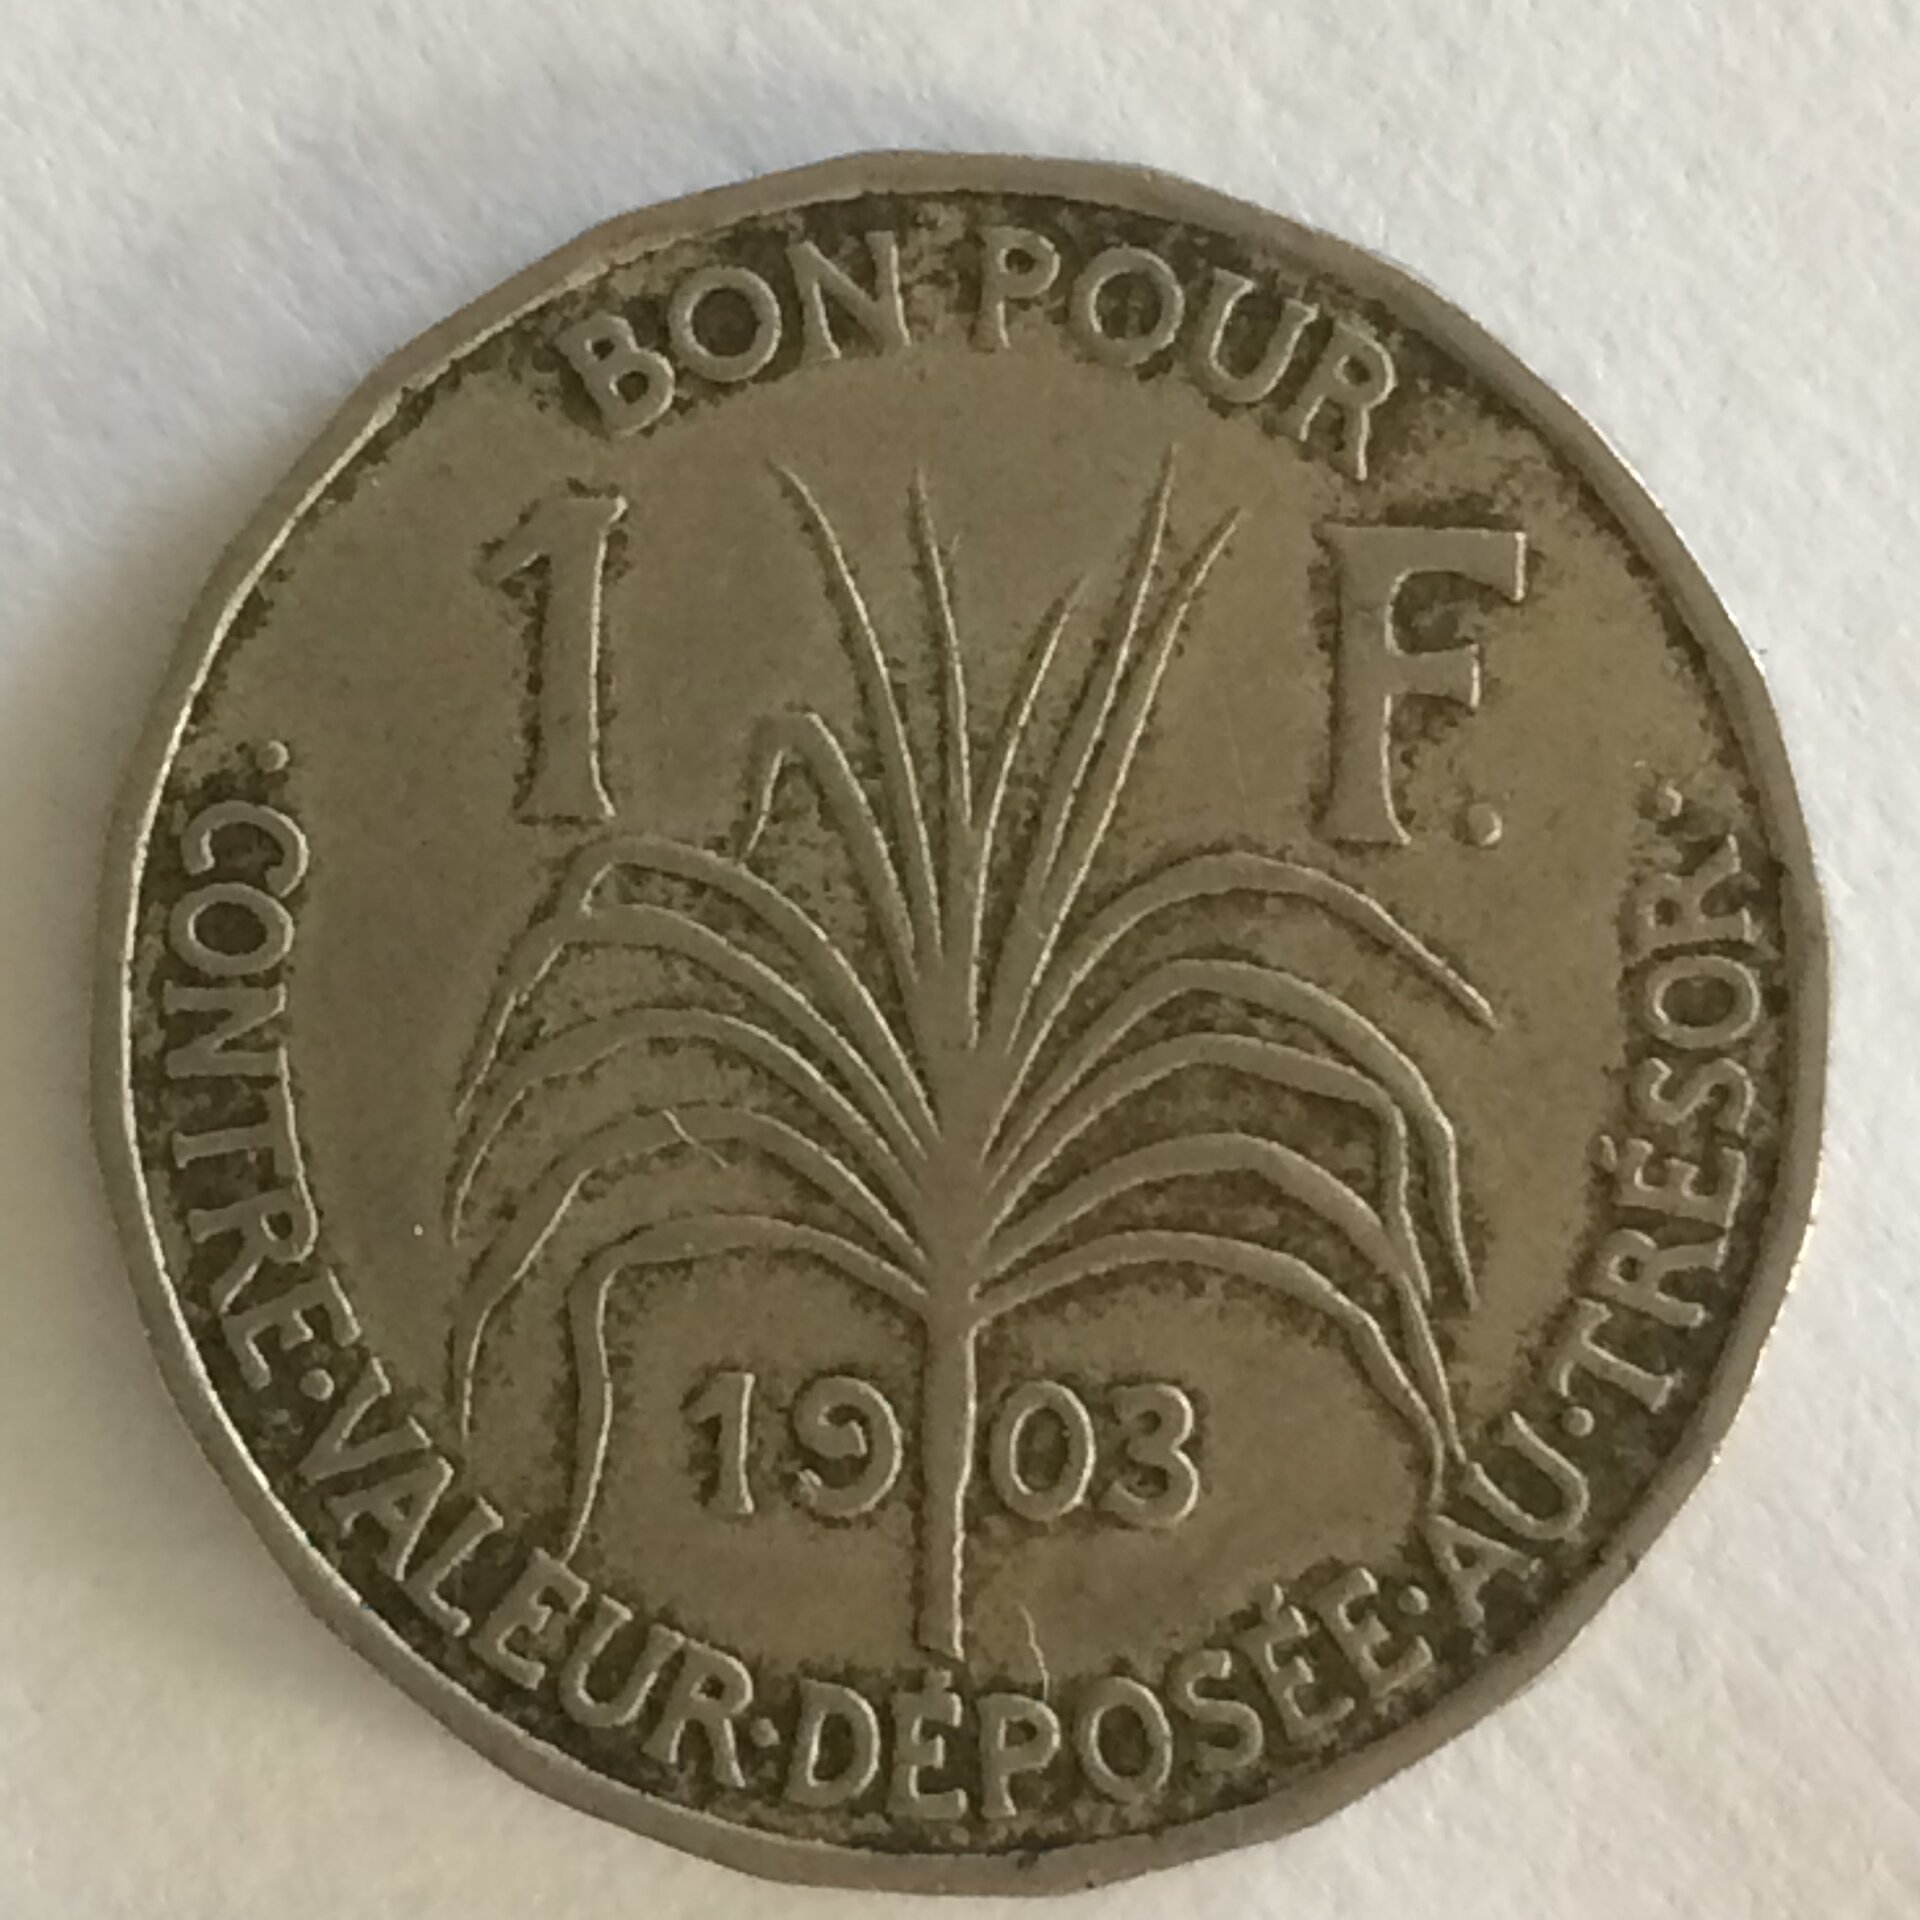 BON POUR
1 F.
1903
·CONTRE·VALEUR·DÉPOSÉE·AU·TRÉSOR·